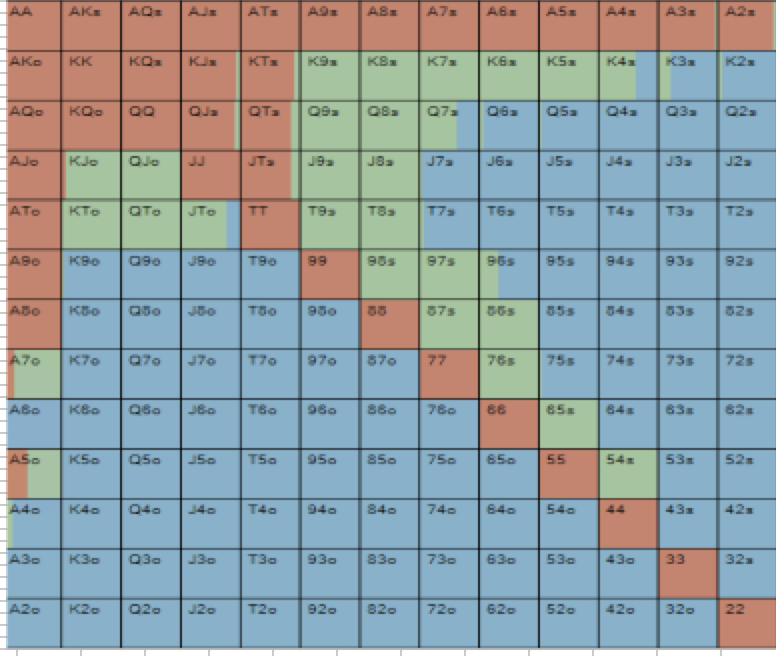 AA AKs AQs AJs ATs A9s A8s A7s A6s A5s A4s A3s A2s
AKo KK KQs KJs KTs K9s K8s K7s K6s K5s K4s K3s K2s
AQo KQo QQ QJs QTs Q9s Q8s Q7s Q6s Q5s Q4s Q3s Q2s
AJo KJo QJo JJ JTs J9s J8s J7s J6s J5s J4s J3s J2s
ATo KTo QTo JTo TT T9s T8s T7s T6s T5s T4s T3s T2s
A9o K9o Q9o J9o T9o 99 98s 97s 96s 95s 94s 93s 92s
A8o K8o Q8o J8o T8o 98o 88 87s 86s 85s 84s 83s 82s
A7o K7o Q7o J7o T7o 97o 87o 77 76s 75s 74s 73s 72s
A6o K6o Q6o J6o T6o 96o 86o 76o 66 65s 64s 63s 62s
A5o K5o Q5o J5o T5o 95o 85o 75o 65o 55 54s 53s 52s
A4o K4o Q4o J4o T4o 94o 84o 74o 64o 54o 44 43s 42s
A3o K3o Q3o J3o T3o 93o 83o 73o 63o 53o 43o 33 32s
A2o K2o Q2o J2o T2o 92o 82o 72o 62o 52o 42o 32o 22